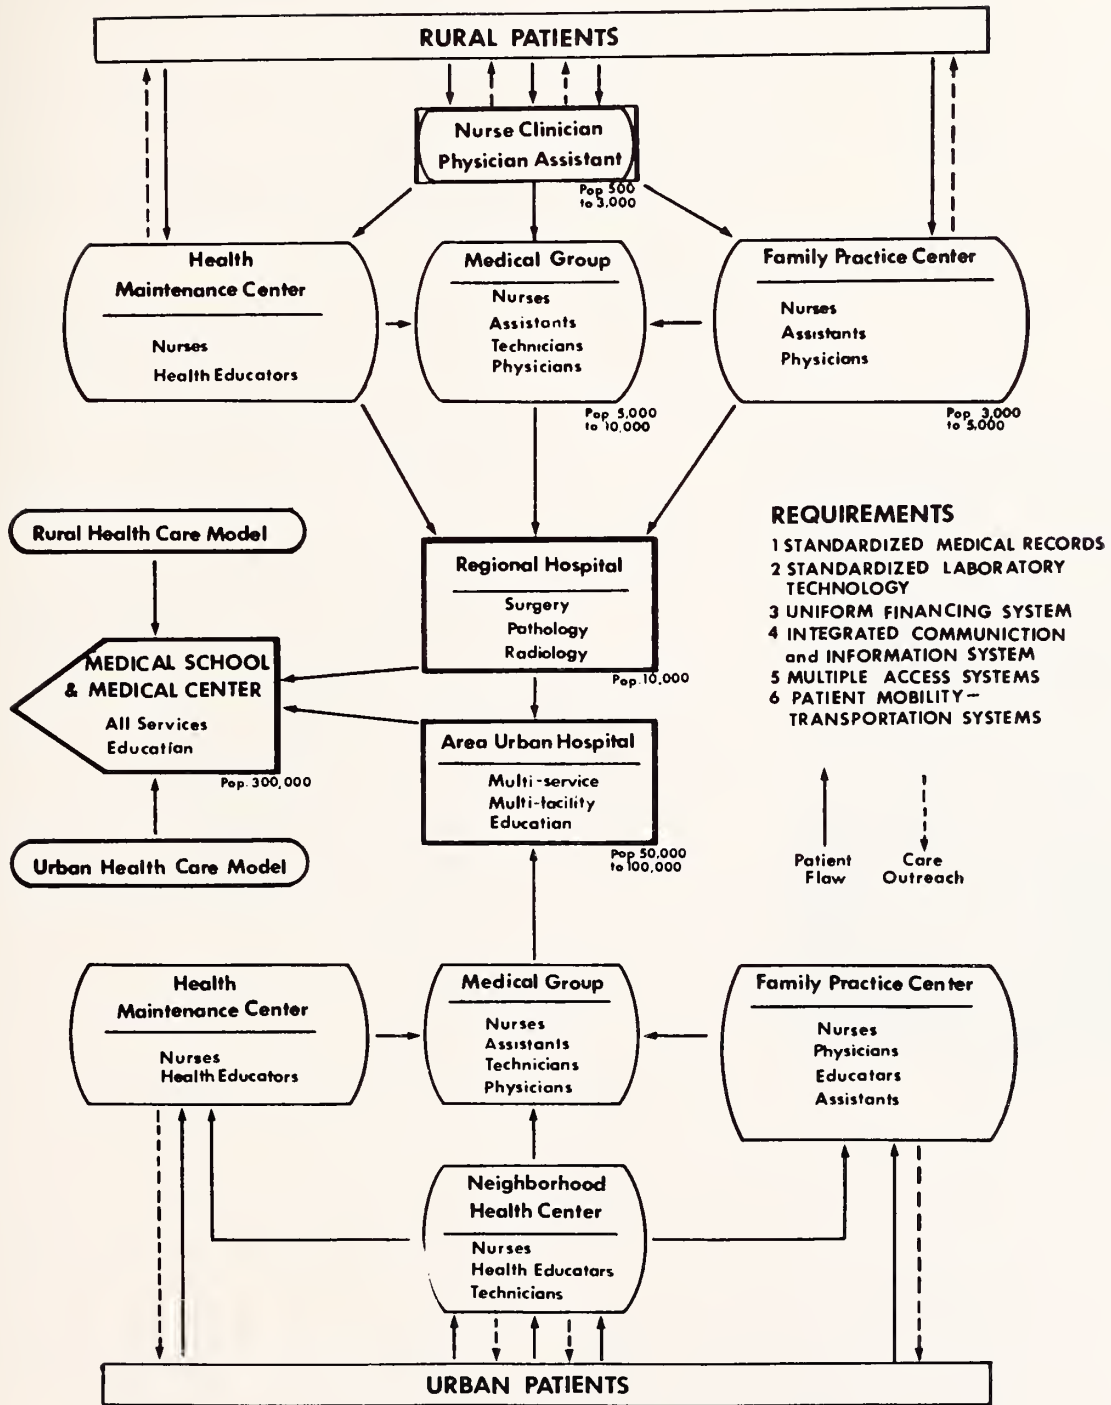 RURAL PATIENTS
Nurse Clinician
Physician Assistant
Pop 500
to 3,000
Health
Maintenance Center
Nurses
Health Educators
Medical Group
Nurses
Assistants
Technicians
Physicians
Pop 5,000
to 10,000
Family Practice Center
Nurses
Assistants
Physicians
Pop 3,000
to 5,000
Rural Health Care Model
MEDICAL SCHOOL
& MEDICAL CENTER
All Services
Education
Pop. 300,000
Urban Health Care Model
Regional Hospital
Surgery
Pathology
Radiology
Pop. 10,000
Area Urban Hospital
Multi-service
Multi-facility
Education
Pop 50,000
to 100,000
REQUIREMENTS
1 STANDARDIZED MEDICAL RECORDS
2 STANDARDIZED LABORATORY
TECHNOLOGY
3 UNIFORM FINANCING SYSTEM
4 INTEGRATED COMMUNICTION
and INFORMATION SYSTEM
5 MULTIPLE ACCESS SYSTEMS
6 PATIENT MOBILITY—
TRANSPORTATION SYSTEMS
Patient
Flaw
Care
Outreach
Health
Maintenance Center
Nurses
Health Educators
Medical Group
Nurses
Assistants
Technicians
Physicians
Family Practice Center
Nurses
Physicians
Educatars
Assistants
Neighborhood
Health Center
Nurses
Health Educatars
Technicians
URBAN PATIENTS